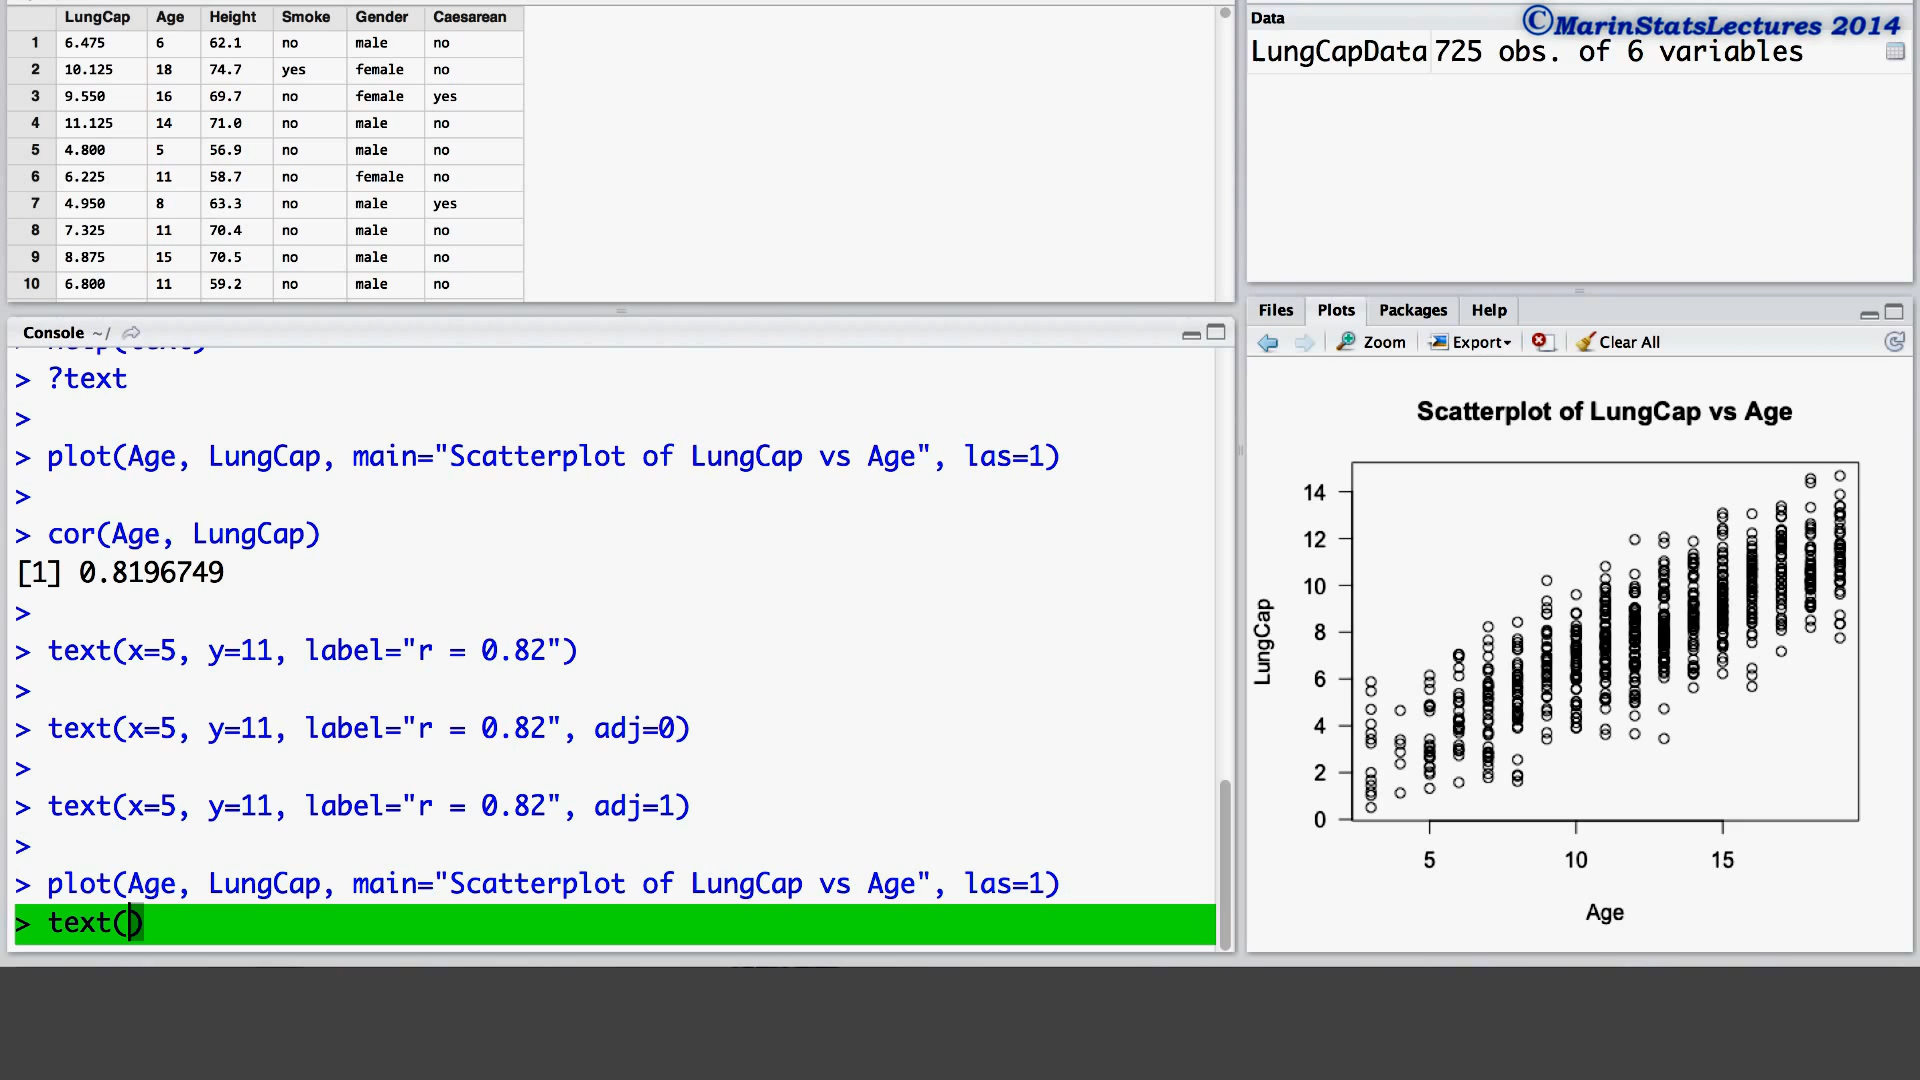 LungCap Age Height Smoke Gender Caesarean
1 6.475 6 62.1 no male no
2 10.125 18 74.7 yes female no
3 9.550 16 69.7 no female yes
4 11.125 14 71.0 no male no
5 4.800 5 56.9 no male no
6 6.225 11 58.7 no female no
7 4.950 8 63.3 no male yes
8 7.325 11 70.4 no male no
9 8.875 15 70.5 no male no
10 6.800 11 59.2 no male no
Data
©MarinStatsLectures 2014
LungCapData 725 obs. of 6 variables
Console ~/
> help(text)
> ?text
>
> plot(Age, LungCap, main="Scatterplot of LungCap vs Age", las=1)
>
> cor(Age, LungCap)
[1] 0.8196749
>
> text(x=5, y=11, label="r = 0.82")
>
> text(x=5, y=11, label="r = 0.82", adj=0)
>
> text(x=5, y=11, label="r = 0.82", adj=1)
>
> plot(Age, LungCap, main="Scatterplot of LungCap vs Age", las=1)
> text()
Files Plots Packages Help
Zoom Export Clear All
Scatterplot of LungCap vs Age
14
12
10
8
6
4
2
0
LungCap
5 10 15
Age